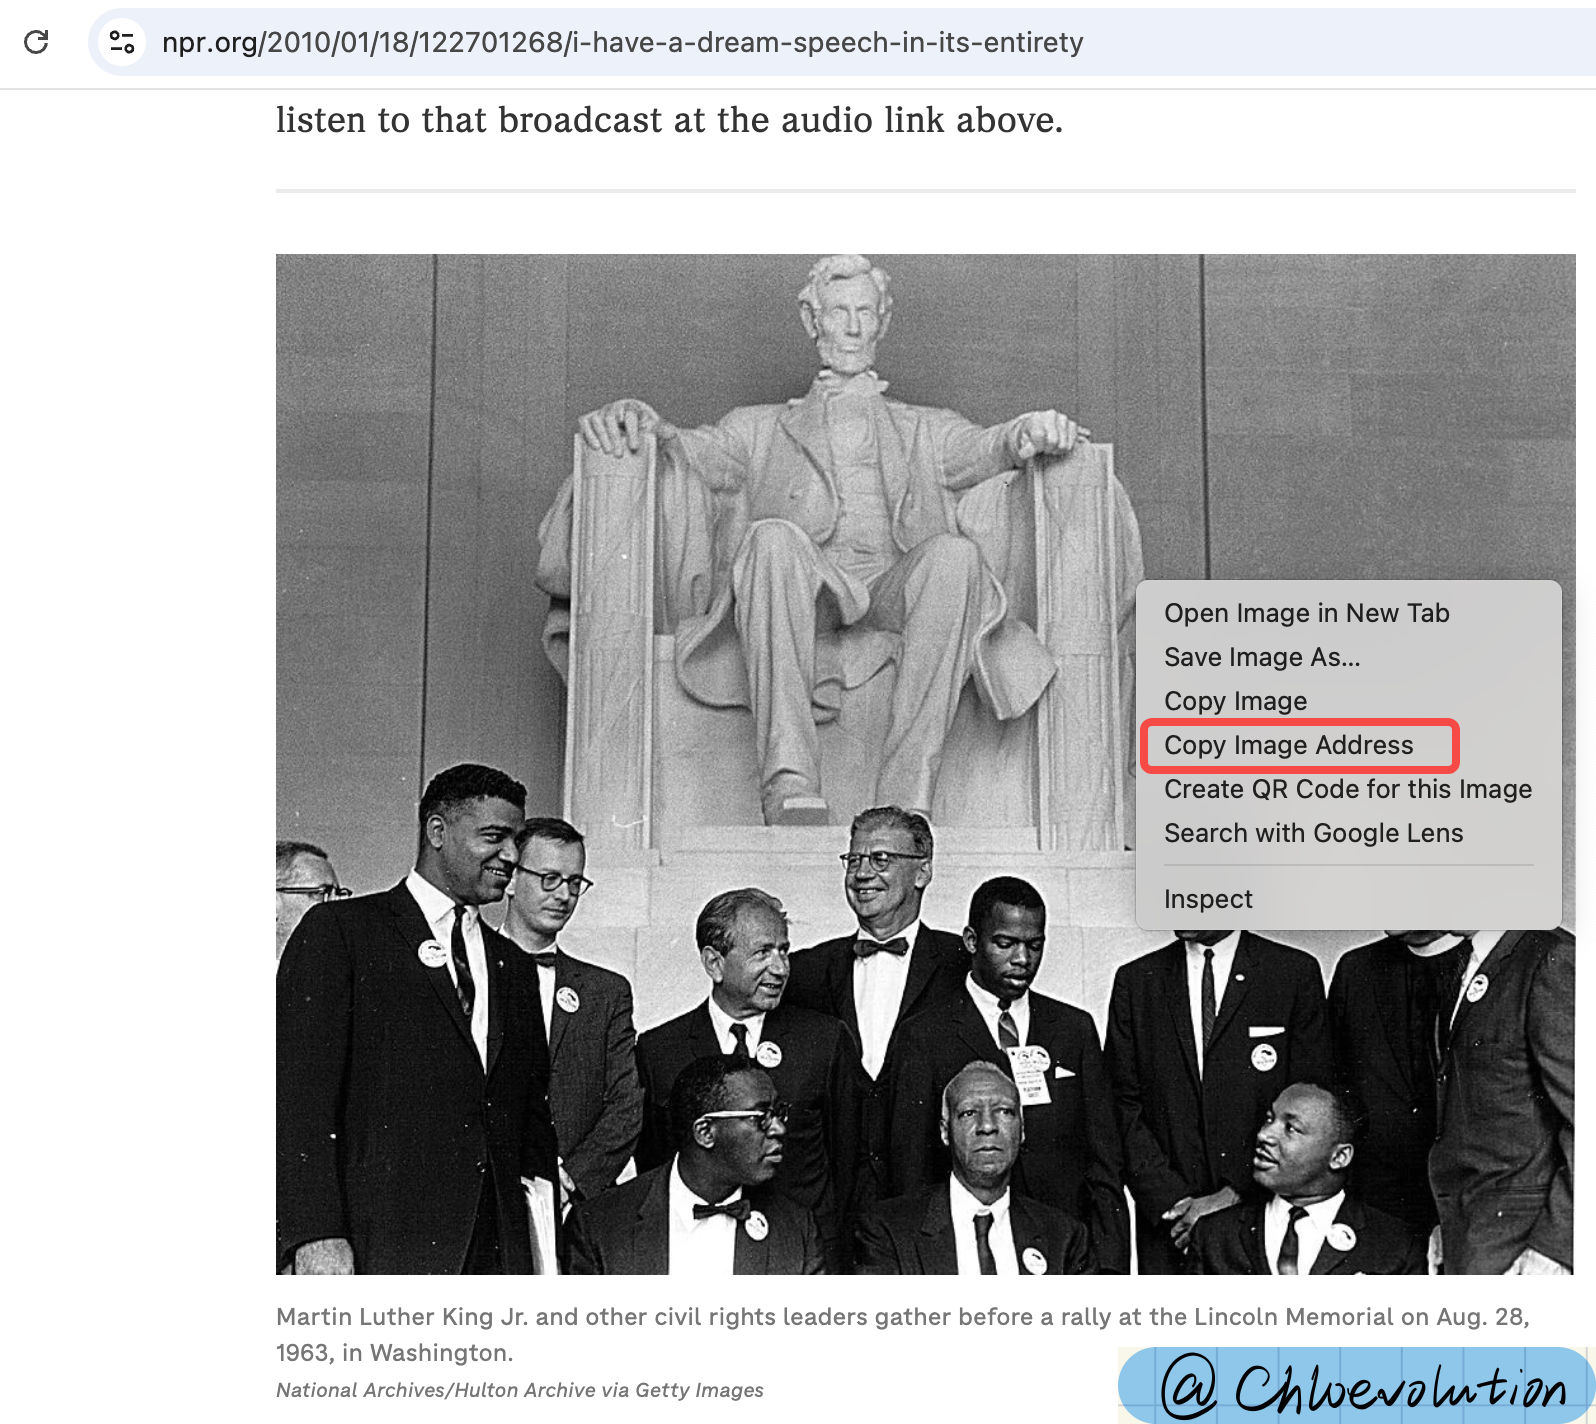 npr.org/2010/01/18/122701268/i-have-a-dream-speech-in-its-entirety
listen to that broadcast at the audio link above.
Open Image in New Tab
Save Image As...
Copy Image
Copy Image Address
Create QR Code for this Image
Search with Google Lens
Inspect
Martin Luther King Jr. and other civil rights leaders gather before a rally at the Lincoln Memorial on Aug. 28,
1963, in Washington.
National Archives/Hulton Archive via Getty Images
@Chloevolution